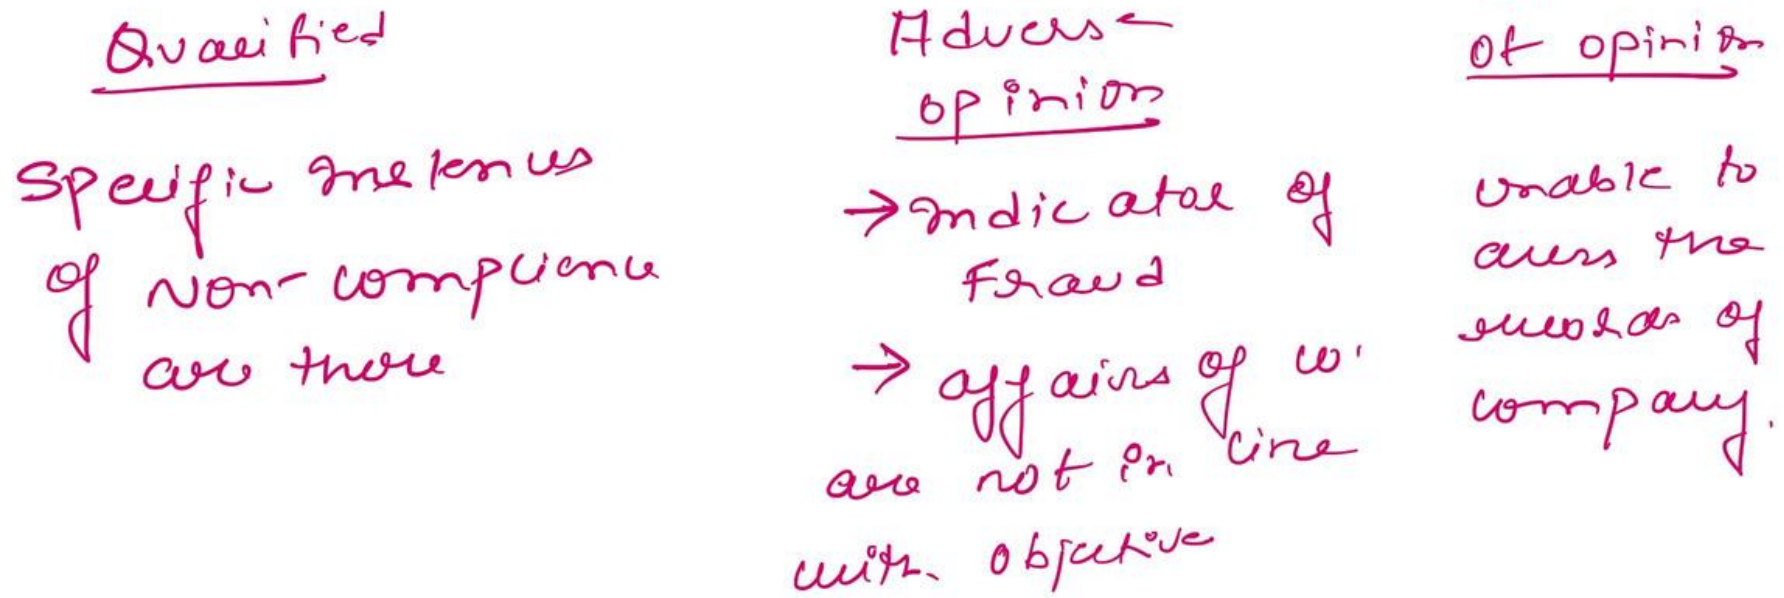 Qualified
Specific instances
of Non-compliance
are there
Adverse
opinion
→ Indicator of
Fraud
→ affairs of co.
are not in line
with objective
of opinion
unable to
access the
records of
company.